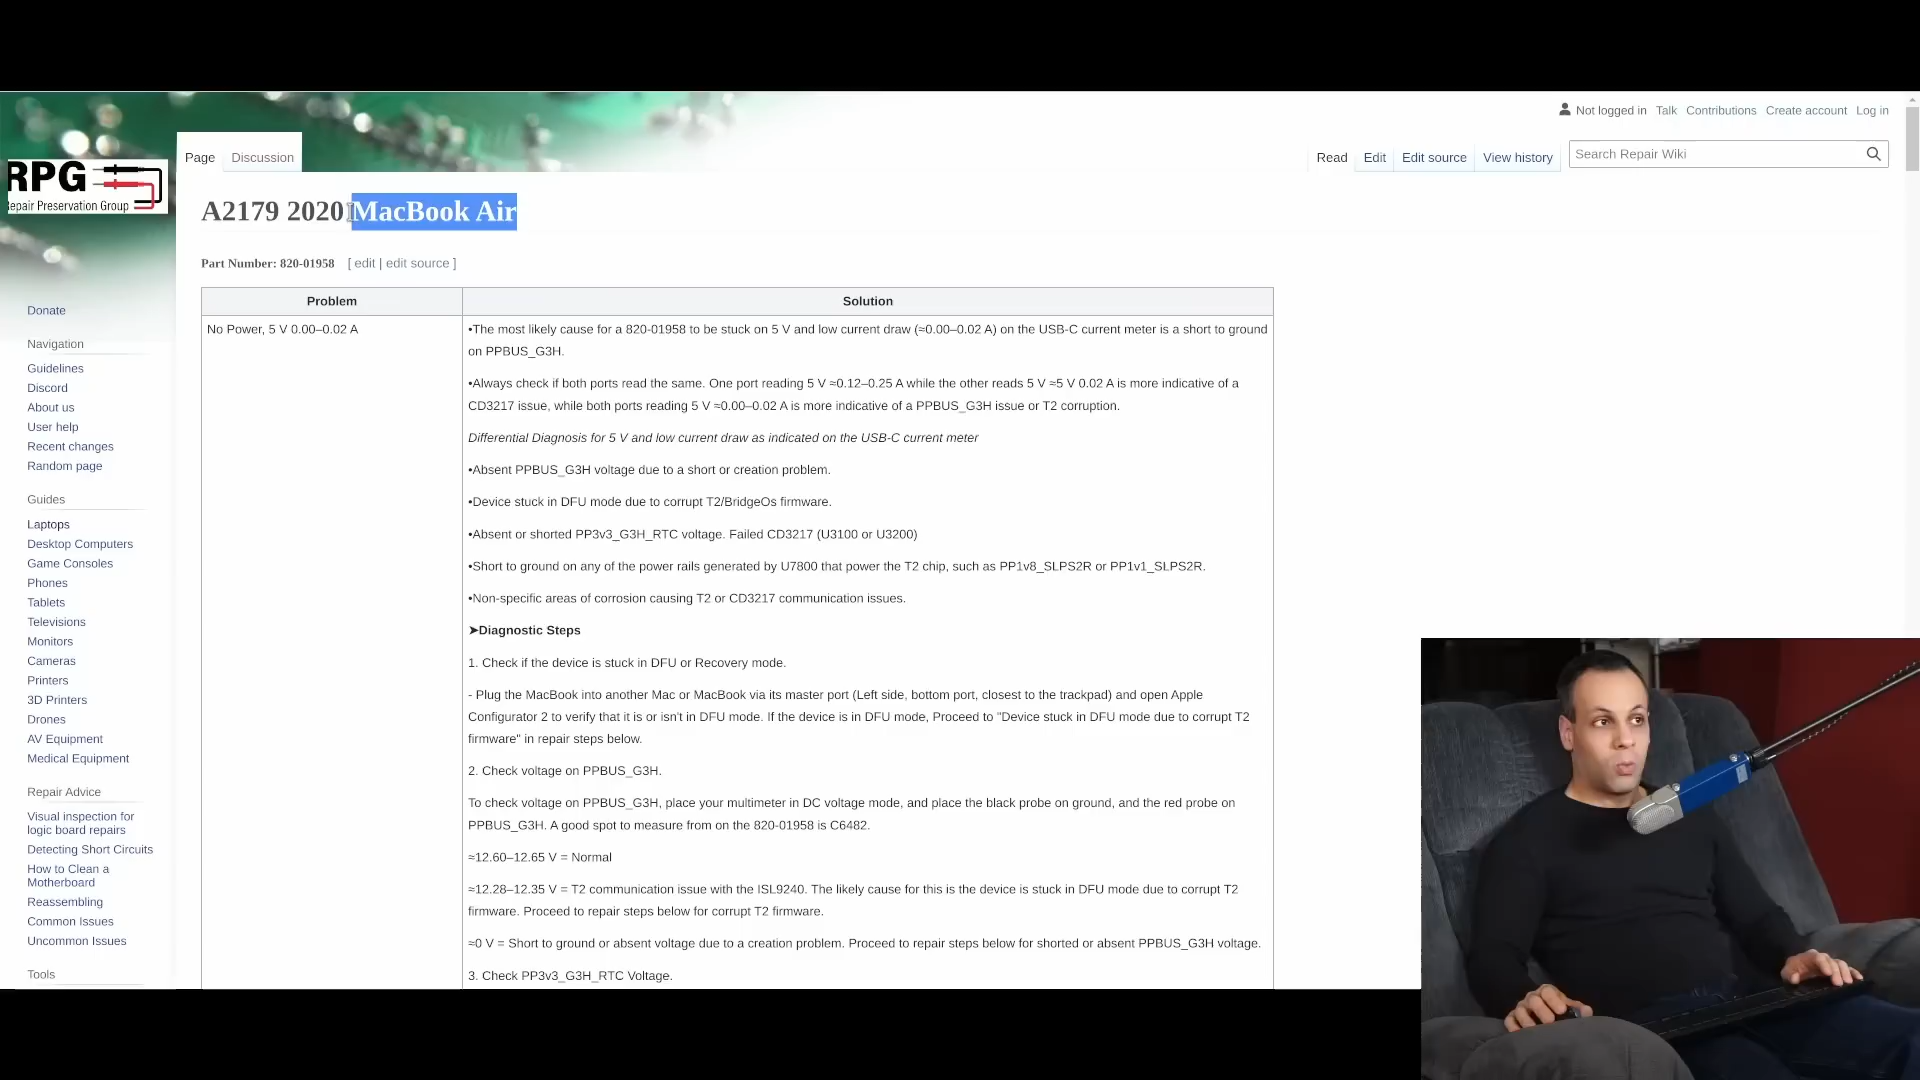 Not logged in Talk Contributions Create account Log in
Page Discussion
Read Edit Edit source View history
Search Repair Wiki
RPG
Repair Preservation Group
A2179 2020 MacBook Air
Part Number: 820-01958 [ edit | edit source ]
Donate
Navigation
Guidelines
Discord
About us
User help
Recent changes
Random page
Guides
Laptops
Desktop Computers
Game Consoles
Phones
Tablets
Televisions
Monitors
Cameras
Printers
3D Printers
Drones
AV Equipment
Medical Equipment
Repair Advice
Visual inspection for
logic board repairs
Detecting Short Circuits
How to Clean a
Motherboard
Reassembling
Common Issues
Uncommon Issues
Tools
Problem Solution
No Power, 5 V 0.00–0.02 A
•The most likely cause for a 820-01958 to be stuck on 5 V and low current draw (≈0.00–0.02 A) on the USB-C current meter is a short to ground
on PPBUS_G3H.
•Always check if both ports read the same. One port reading 5 V ≈0.12–0.25 A while the other reads 5 V ≈5 V 0.02 A is more indicative of a
CD3217 issue, while both ports reading 5 V ≈0.00–0.02 A is more indicative of a PPBUS_G3H issue or T2 corruption.
Differential Diagnosis for 5 V and low current draw as indicated on the USB-C current meter
•Absent PPBUS_G3H voltage due to a short or creation problem.
•Device stuck in DFU mode due to corrupt T2/BridgeOs firmware.
•Absent or shorted PP3v3_G3H_RTC voltage. Failed CD3217 (U3100 or U3200)
•Short to ground on any of the power rails generated by U7800 that power the T2 chip, such as PP1v8_SLPS2R or PP1v1_SLPS2R.
•Non-specific areas of corrosion causing T2 or CD3217 communication issues.
➤Diagnostic Steps
1. Check if the device is stuck in DFU or Recovery mode.
- Plug the MacBook into another Mac or MacBook via its master port (Left side, bottom port, closest to the trackpad) and open Apple
Configurator 2 to verify that it is or isn't in DFU mode. If the device is in DFU mode, Proceed to "Device stuck in DFU mode due to corrupt T2
firmware" in repair steps below.
2. Check voltage on PPBUS_G3H.
To check voltage on PPBUS_G3H, place your multimeter in DC voltage mode, and place the black probe on ground, and the red probe on
PPBUS_G3H. A good spot to measure from on the 820-01958 is C6482.
≈12.60–12.65 V = Normal
≈12.28–12.35 V = T2 communication issue with the ISL9240. The likely cause for this is the device is stuck in DFU mode due to corrupt T2
firmware. Proceed to repair steps below for corrupt T2 firmware.
≈0 V = Short to ground or absent voltage due to a creation problem. Proceed to repair steps below for shorted or absent PPBUS_G3H voltage.
3. Check PP3v3_G3H_RTC Voltage.